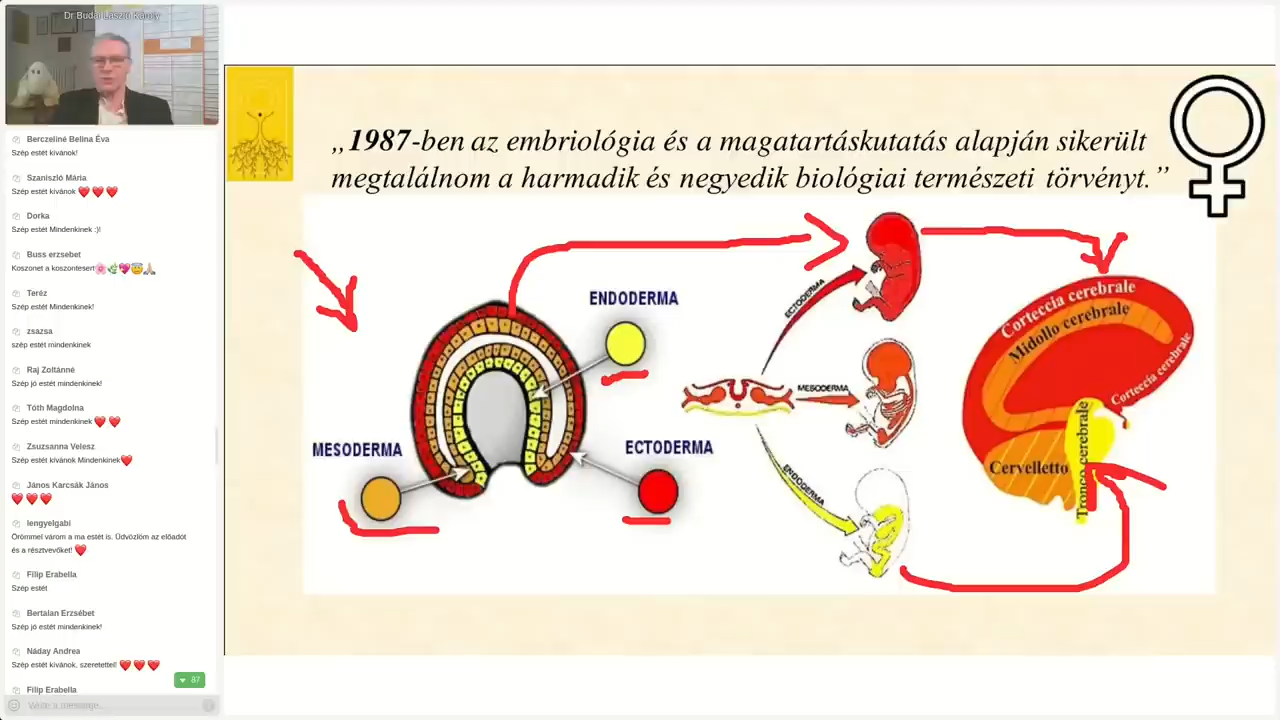 Dr Budai László Károly
Berczeliné Belina Éva
Szép estét kívánok!
Szaniszló Mária
Szép estét kívánok
Dorka
Szép estét Mindenkinek :)!
Buss erzsebet
Koszonet a koszontesert
Teréz
Szép estét Mindenkinek!
zsazsa
szép estét mindenkinek
Raj Zoltánné
Szép jó estét mindenkinek!
Tóth Magdolna
Szép estét mindenkinek
Zsuzsanna Velesz
Szép estét kívánok Mindenkinek
János Karcsák János
lengyelgabi
Örömmel várom a ma estét is. Üdvözlöm az előadót
és a résztvevőket!
Filip Erabella
Szép estét
Bertalan Erzsébet
Szép jó estét mindenkinek!
Náday Andrea
Szép estét kívánok, szeretettel!
87
Filip Erabella
Write a message...
„1987-ben az embriológia és a magatartáskutatás alapján sikerült
megtalálnom a harmadik és negyedik biológiai természeti törvényt.”
ENDODERMA
MESODERMA
ECTODERMA
ECTODERMA
MESODERMA
ENDODERMA
Corteccia cerebrale
Midollo cerebrale
Corteccia cerebrale
Cervelletto
Tronco cerebrale